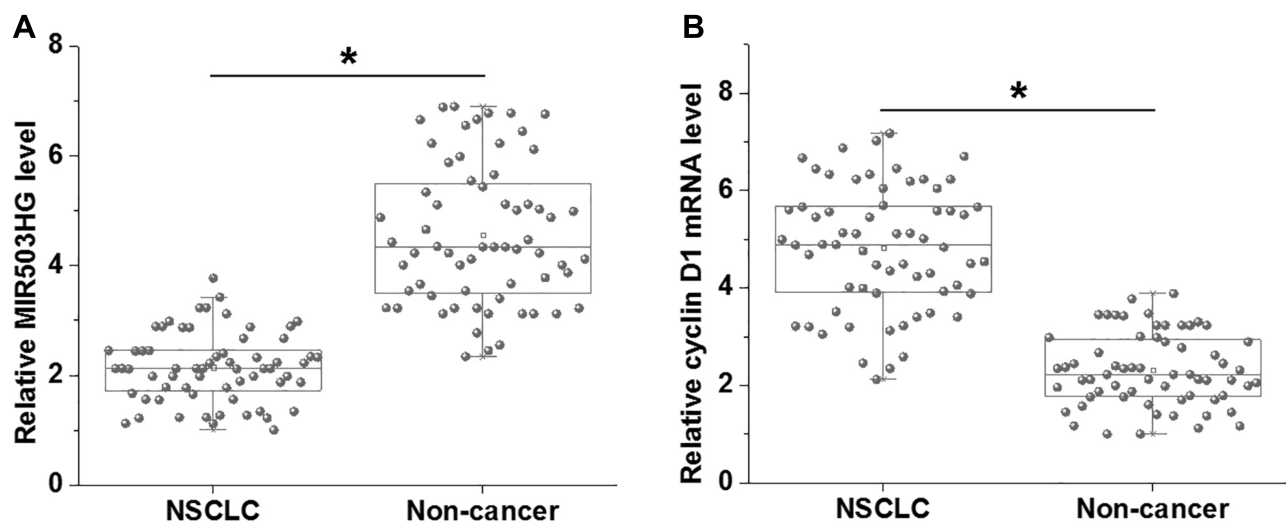 A
Relative MIR503HG level
8
6
4
2
0
*
NSCLC
Non-cancer
B
Relative cyclin D1 mRNA level
8
6
4
2
0
*
NSCLC
Non-cancer